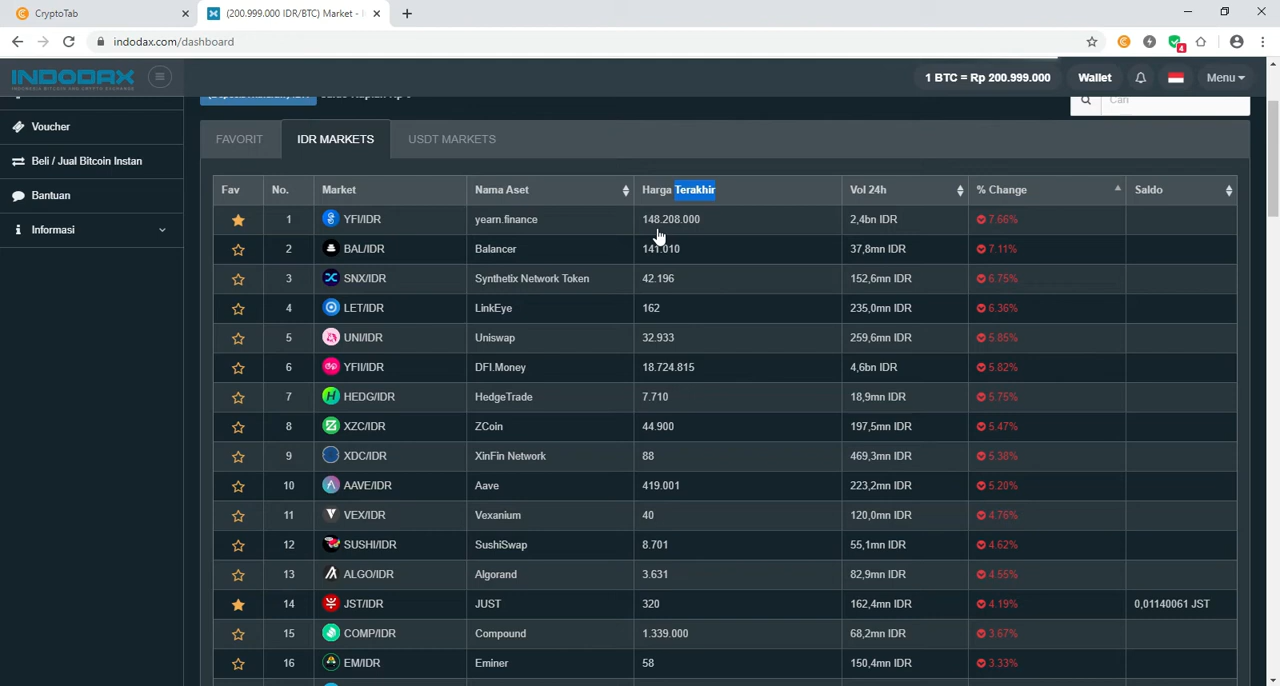 CryptoTab
(200.999.000 IDR/BTC) Market -
indodax.com/dashboard
4
INDODAX
INDONESIA BITCOIN AND CRYPTO EXCHANGE
1 BTC = Rp 200.999.000
Wallet
Menu
Voucher
Beli / Jual Bitcoin Instan
Bantuan
Informasi
Cari
FAVORIT
IDR MARKETS
USDT MARKETS
Fav No. Market Nama Aset Harga Terakhir Vol 24h % Change Saldo
1 YFI/IDR yearn.finance 148.208.000 2,4bn IDR 7.66%
2 BAL/IDR Balancer 141.010 37,8mn IDR 7.11%
3 SNX/IDR Synthetix Network Token 42.196 152,6mn IDR 6.75%
4 LET/IDR LinkEye 162 235,0mn IDR 6.36%
5 UNI/IDR Uniswap 32.933 259,6mn IDR 5.85%
6 YFII/IDR DFI.Money 18.724.815 4,6bn IDR 5.82%
7 HEDG/IDR HedgeTrade 7.710 18,9mn IDR 5.75%
8 XZC/IDR ZCoin 44.900 197,5mn IDR 5.47%
9 XDC/IDR XinFin Network 88 469,3mn IDR 5.38%
10 AAVE/IDR Aave 419.001 223,2mn IDR 5.20%
11 VEX/IDR Vexanium 40 120,0mn IDR 4.76%
12 SUSHI/IDR SushiSwap 8.701 55,1mn IDR 4.62%
13 ALGO/IDR Algorand 3.631 82,9mn IDR 4.55%
14 JST/IDR JUST 320 162,4mn IDR 4.19% 0,01140061 JST
15 COMP/IDR Compound 1.339.000 68,2mn IDR 3.67%
16 EM/IDR Eminer 58 150,4mn IDR 3.33%